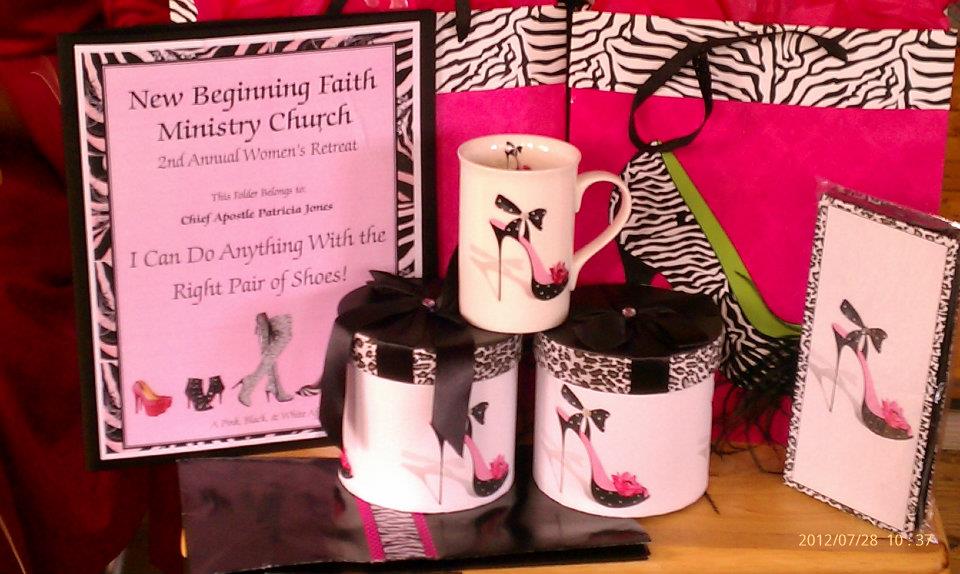 New Beginning Faith
Ministry Church
2nd Annual Women's Retreat
This Folder Belongs to:
Chief Apostle Patricia Jones
I Can Do Anything With the
Right Pair of Shoes!
A Pink, Black, & White
2012/07/28 10:37